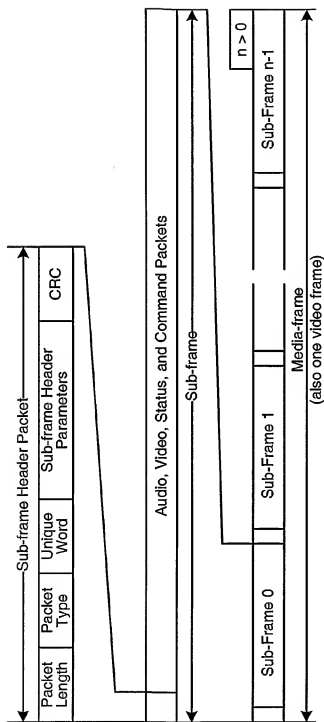 Sub-frame Header Packet
Packet
Length
Packet
Type
Unique
Word
Sub-frame Header
Parameters
CRC
Audio, Video, Status, and Command Packets
Sub-frame
n > 0
Sub-Frame 0
Sub-Frame 1
Sub-Frame n-1
Media-frame
(also one video frame)